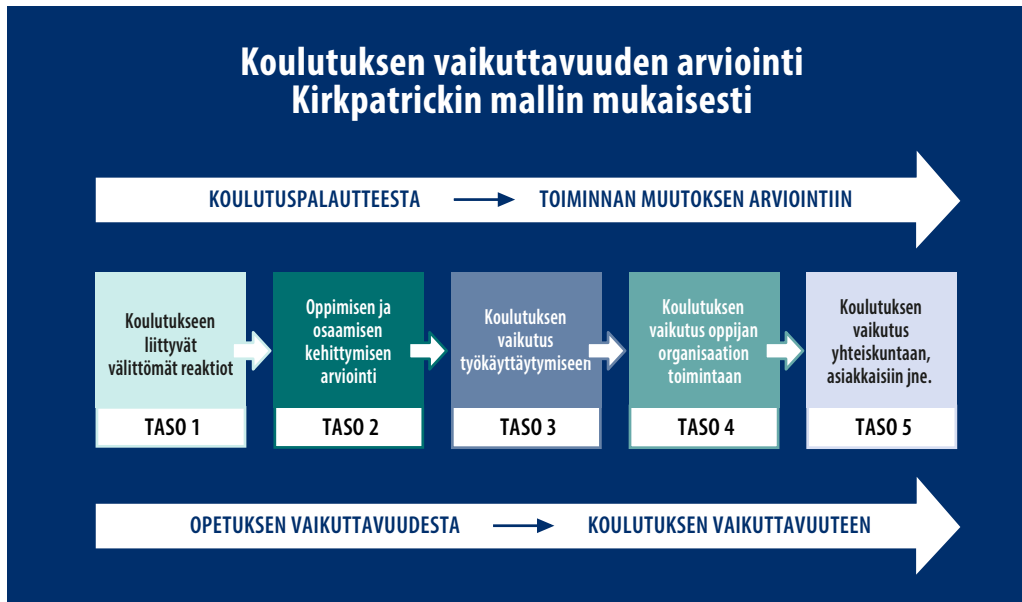 Koulutuksen vaikuttavuuden arviointi
Kirkpatrickin mallin mukaisesti
KOULUTUSPALAUTTEESTA
TOIMINNAN MUUTOKSEN ARVIOINTIIN
Koulutukseen
liittyvät
välittömät reaktiot
TASO 1
Oppimisen ja
osaamisen
kehittymisen
arviointi
TASO 2
Koulutuksen
vaikutus
työkäyttäytymiseen
TASO 3
Koulutuksen
vaikutus oppijan
organisaation
toimintaan
TASO 4
Koulutuksen
vaikutus
yhteiskuntaan,
asiakkaisiin jne.
TASO 5
OPETUKSEN VAIKUTTAVUUDESTA
KOULUTUKSEN VAIKUTTAVUUTEEN